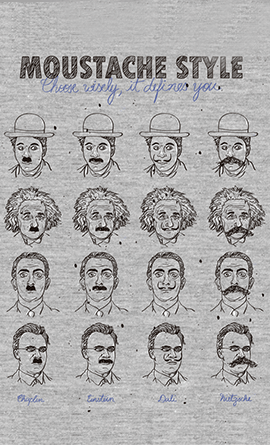 MOUSTACHE STYLE
Choose wisely, it defines you.
Chaplin Einstein Dali Nietzsche